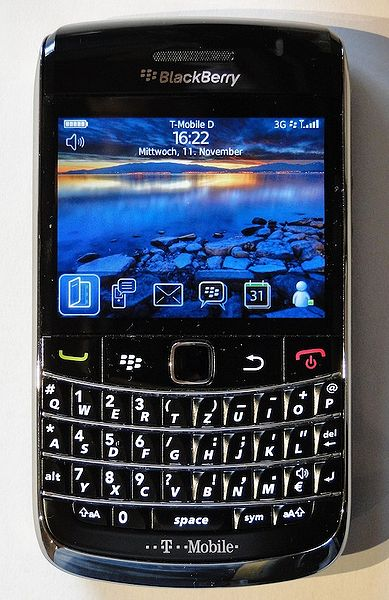 BlackBerry
T-Mobile D
3G
16:22
Mittwoch, 11. November
31
# Q 1 W 2 E 3 R ( T ) Z _ U - I + O @ P
* A 4 S 5 D 6 F / G : H ; J ' K " L del
alt 7 Y 8 X 9 C ? V ! B , N . M €
aA 0 space sym aA
T-Mobile